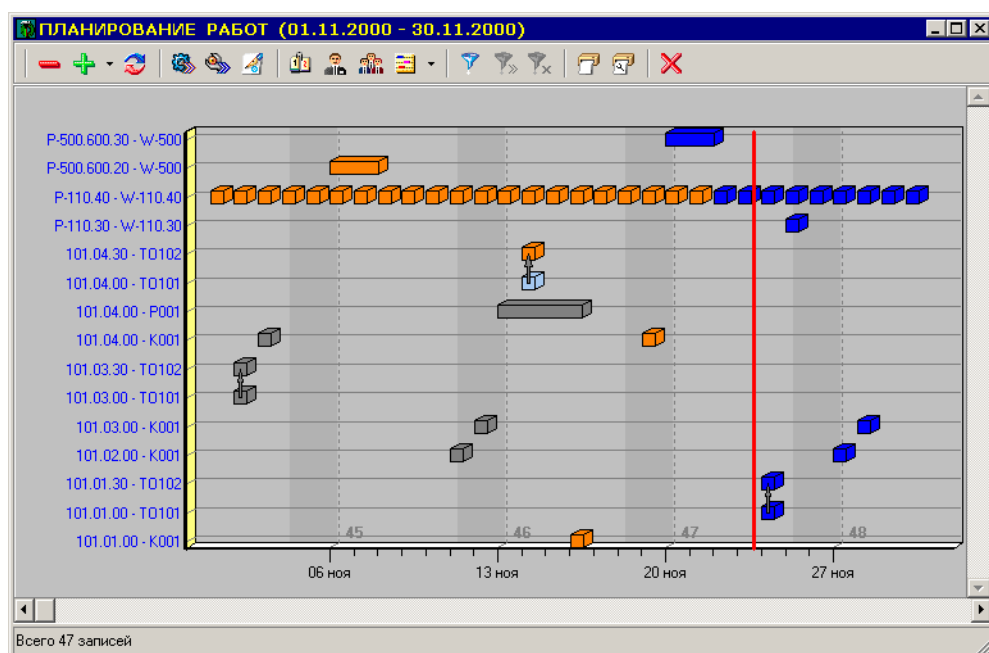 ПЛАНИРОВАНИЕ РАБОТ (01.11.2000 - 30.11.2000)
P-500.600.30 - W-500
P-500.600.20 - W-500
P-110.40 - W-110.40
P-110.30 - W-110.30
101.04.30 - TO102
101.04.00 - TO101
101.04.00 - P001
101.04.00 - K001
101.03.30 - TO102
101.03.00 - TO101
101.03.00 - K001
101.02.00 - K001
101.01.30 - TO102
101.01.00 - TO101
101.01.00 - K001
45 46 47 48
06 ноя 13 ноя 20 ноя 27 ноя
Всего 47 записей